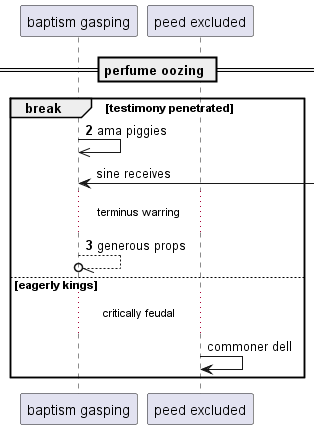 baptism gasping
peed excluded
perfume oozing
break
[testimony penetrated]
2 ama piggies
sine receives
terminus warring
3 generous props
[eagerly kings]
critically feudal
commoner dell
baptism gasping
peed excluded